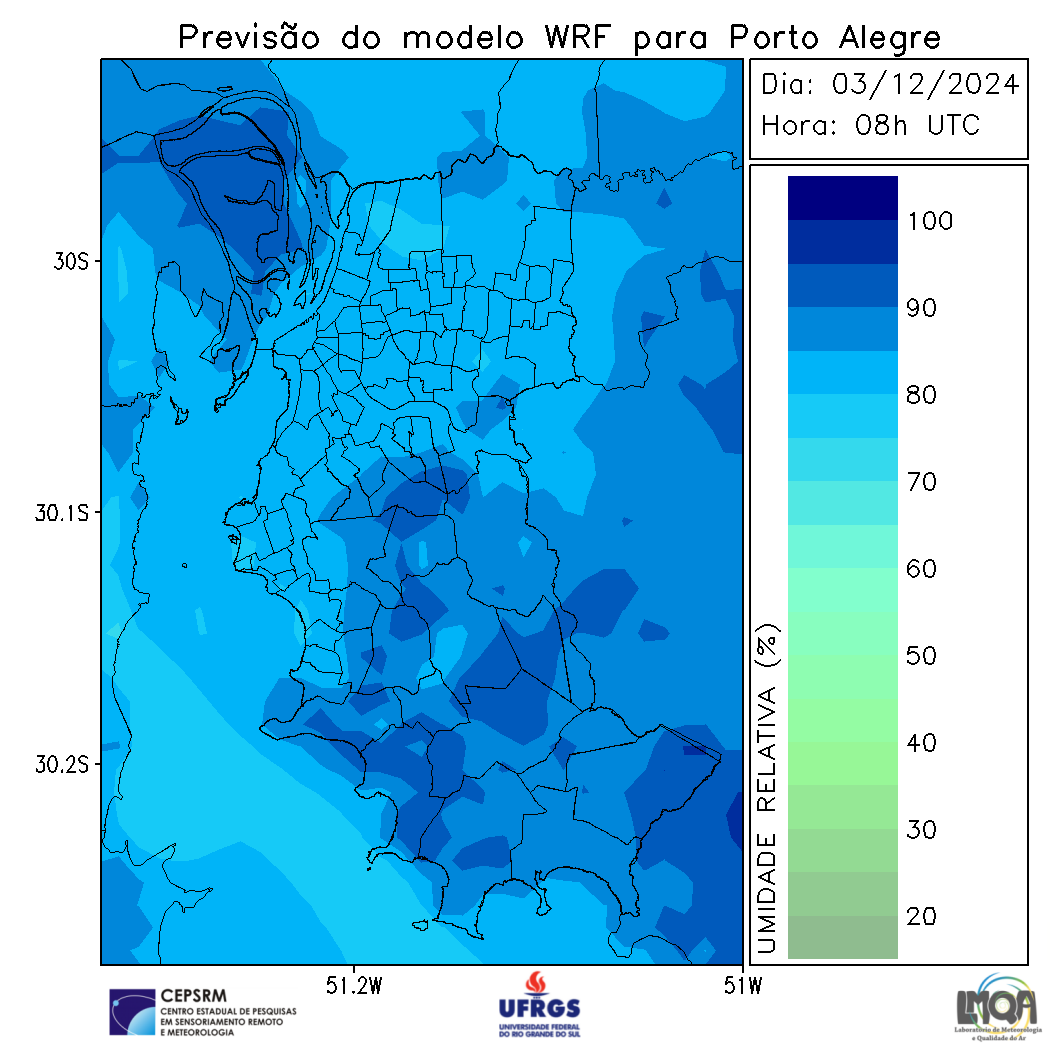 Previsão do modelo WRF para Porto Alegre
Dia: 03/12/2024
Hora: 08h UTC
100
90
80
70
60
50
40
30
20
UMIDADE RELATIVA (%)
30S
30.1S
30.2S
51.2W
51W
CEPSRM
CENTRO ESTADUAL DE PESQUISAS
EM SENSORIAMENTO REMOTO
E METEOROLOGIA
UFRGS
UNIVERSIDADE FEDERAL
DO RIO GRANDE DO SUL
LMQA
Laboratório de Meteorologia
e Qualidade do Ar